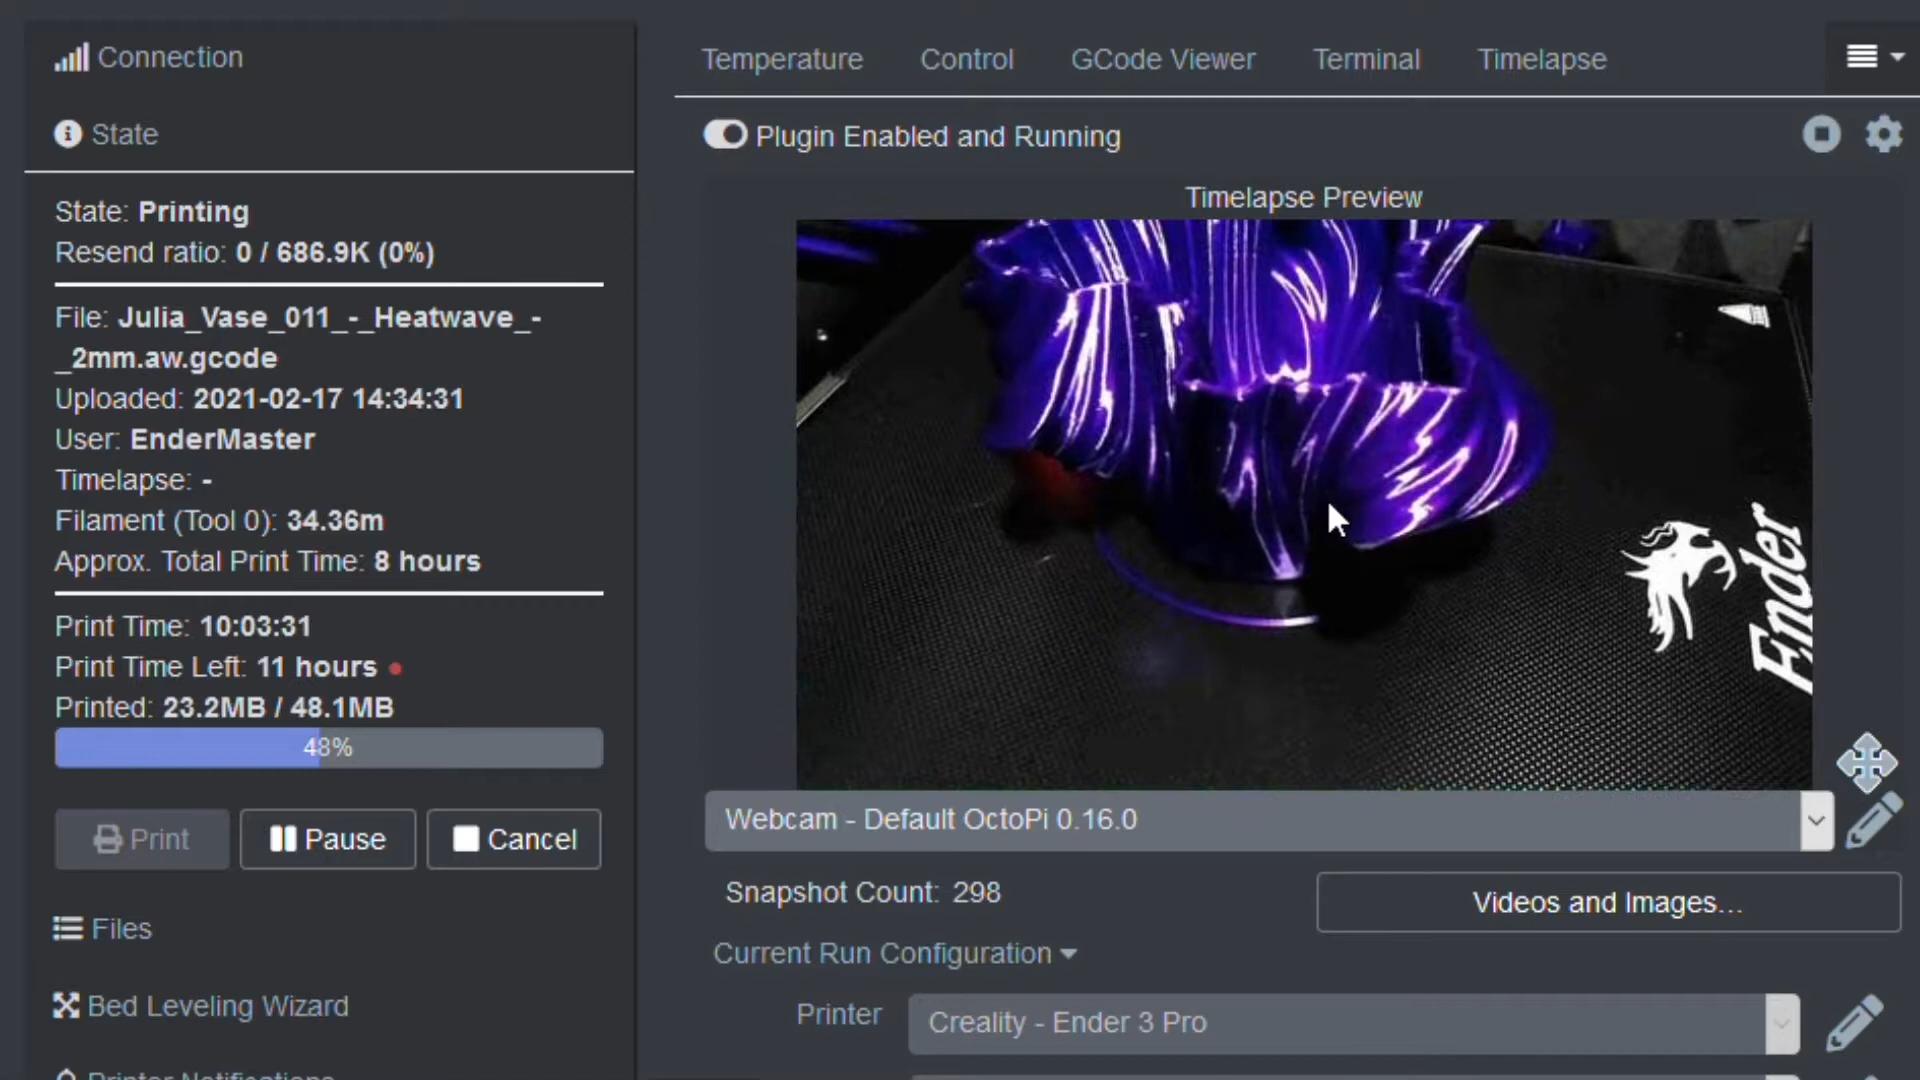 Connection
State
State: Printing
Resend ratio: 0 / 686.9K (0%)
File: Julia_Vase_011_-_Heatwave_-
_2mm.aw.gcode
Uploaded: 2021-02-17 14:34:31
User: EnderMaster
Timelapse: -
Filament (Tool 0): 34.36m
Approx. Total Print Time: 8 hours
Print Time: 10:03:31
Print Time Left: 11 hours
Printed: 23.2MB / 48.1MB
48%
Print
Pause
Cancel
Files
Bed Leveling Wizard
Printer Notifications
Temperature
Control
GCode Viewer
Terminal
Timelapse
Plugin Enabled and Running
Timelapse Preview
Ender
Webcam - Default OctoPi 0.16.0
Snapshot Count: 298
Videos and Images...
Current Run Configuration
Printer
Creality - Ender 3 Pro